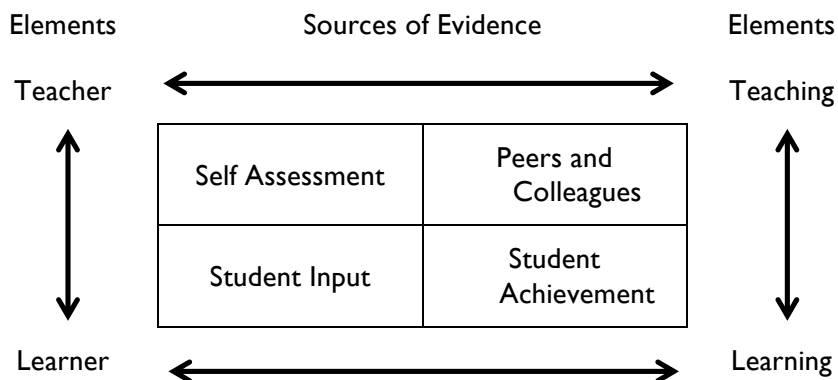 Elements Sources of Evidence Elements
Teacher Teaching
Self Assessment
Peers and
Colleagues
Student Input
Student
Achievement
Learner Learning